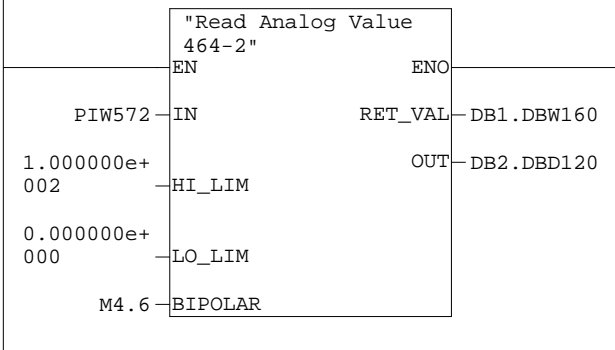 "Read Analog Value
464-2"
EN ENO
PIW572 IN RET_VAL DB1.DBW160
OUT DB2.DBD120
1.000000e+
002 HI_LIM
0.000000e+
000 LO_LIM
M4.6 BIPOLAR